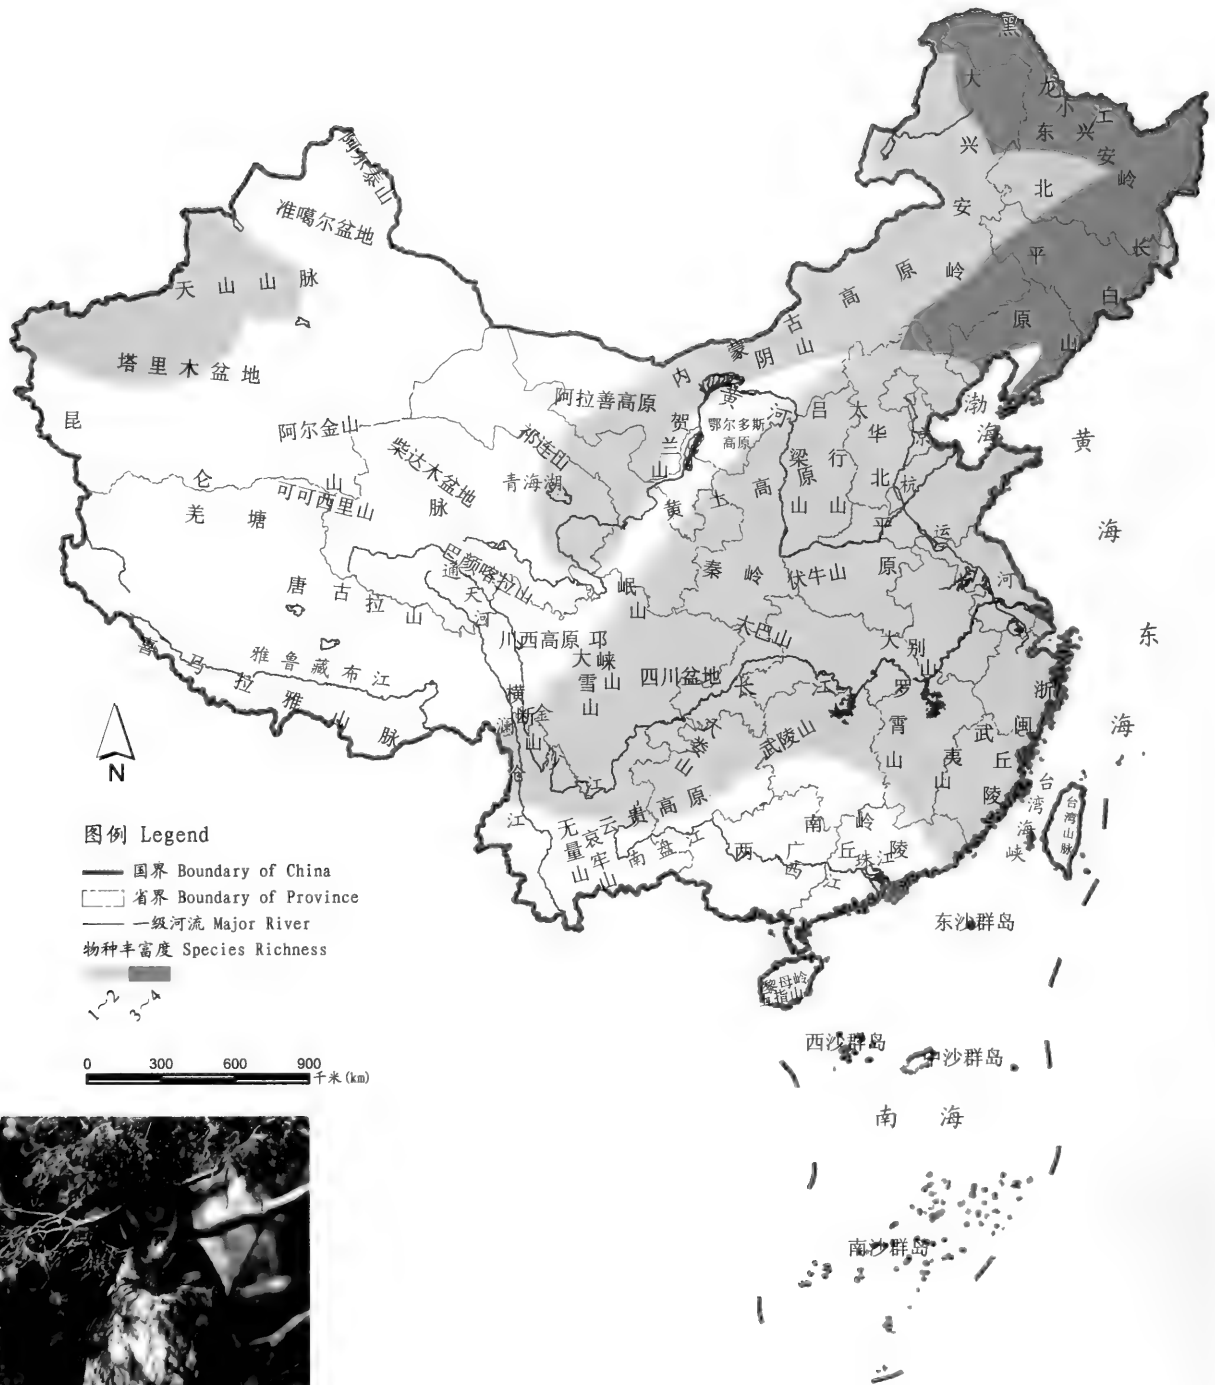 黑龙江
大兴安岭
小兴安岭
东北平原
长白山
阿尔泰山
准噶尔盆地
天山山脉
塔里木盆地
内蒙古高原
阴山
阿拉善高原
贺兰山
黄河
鄂尔多斯
高原
吕梁山
太行山
华北平原
京杭运河
渤海
黄海
昆仑山脉
阿尔金山
祁连山
柴达木盆地
青海湖
可可西里山
羌塘
黄土高原
秦岭
伏牛山
巴颜喀拉山
通天河
岷山
唐古拉山
川西高原
邛崃山
大雪山
四川盆地
大巴山
大别山
东海
喜马拉雅山脉
雅鲁藏布江
横断山
金沙江
澜沧江
长江
娄山
武陵山
罗霄山
武夷山
浙闽丘陵
台湾海峡
台湾山脉
云贵高原
无量山
哀牢山
南盘江
南岭
两广丘陵
西江
珠江
东沙群岛
黎母岭
五指山
西沙群岛
中沙群岛
南海
南沙群岛
N
图例 Legend
国界 Boundary of China
省界 Boundary of Province
一级河流 Major River
物种丰富度 Species Richness
1~2 3~4
0 300 600 900
千米(km)